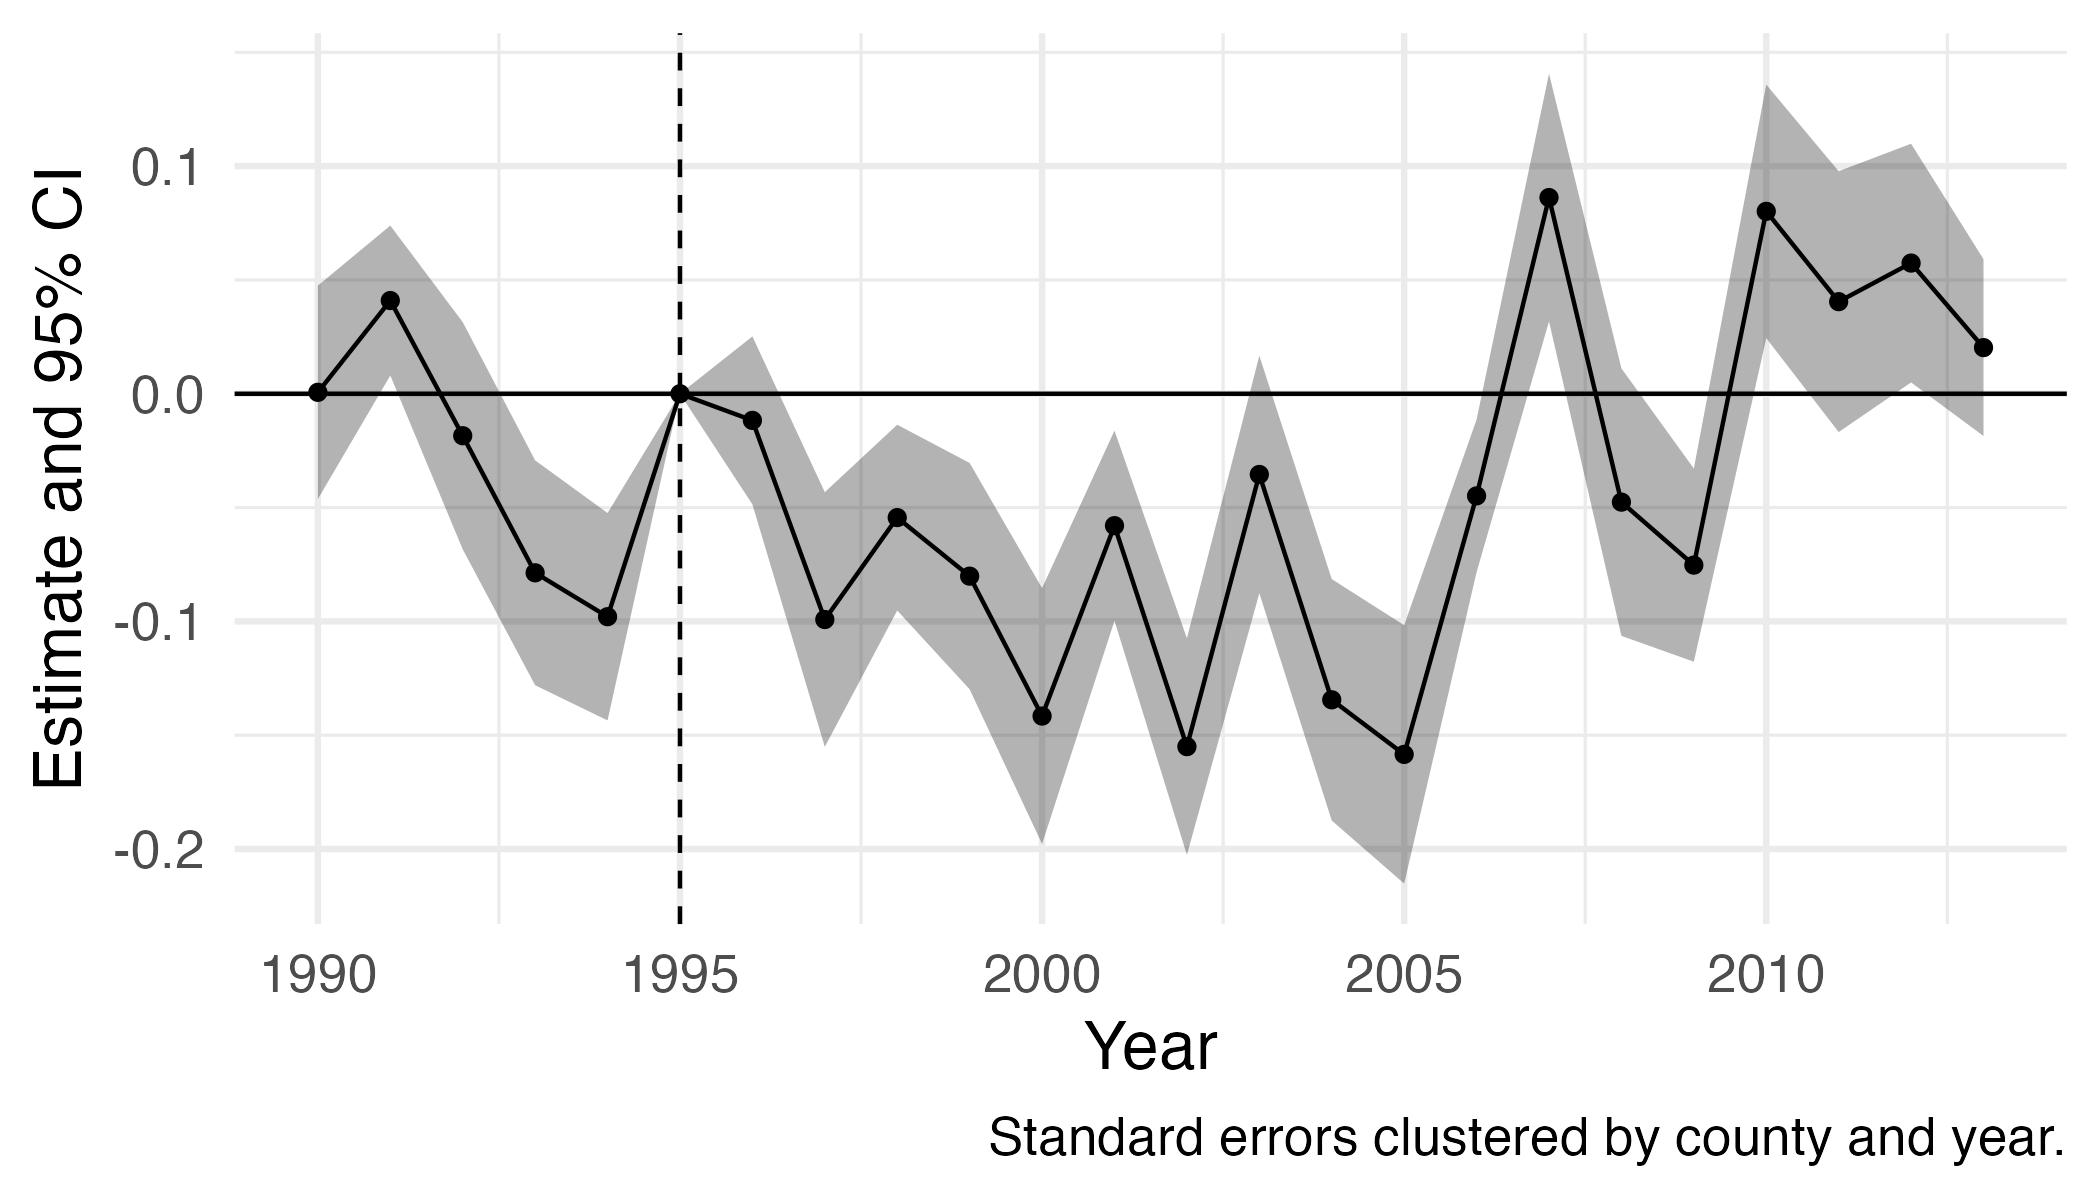 Estimate and 95% CI
0.1
0.0
-0.1
-0.2
1990 1995 2000 2005 2010
Year
Standard errors clustered by county and year.